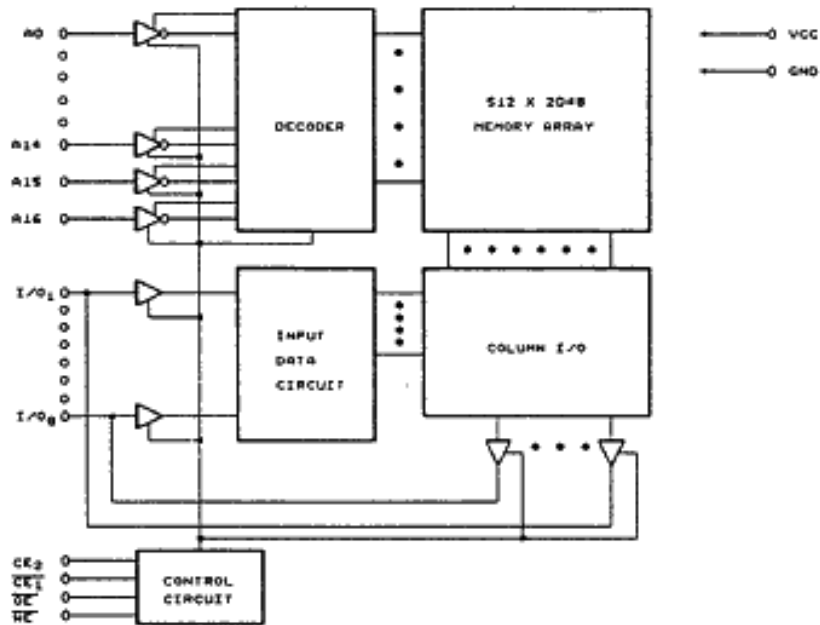 A0
VCC
GND
512 X 2048
MEMORY ARRAY
DECODER
A14
A15
A16
I/O1
INPUT
DATA
CIRCUIT
COLUMN I/O
I/O8
CE2
CE1
OE
WE
CONTROL
CIRCUIT